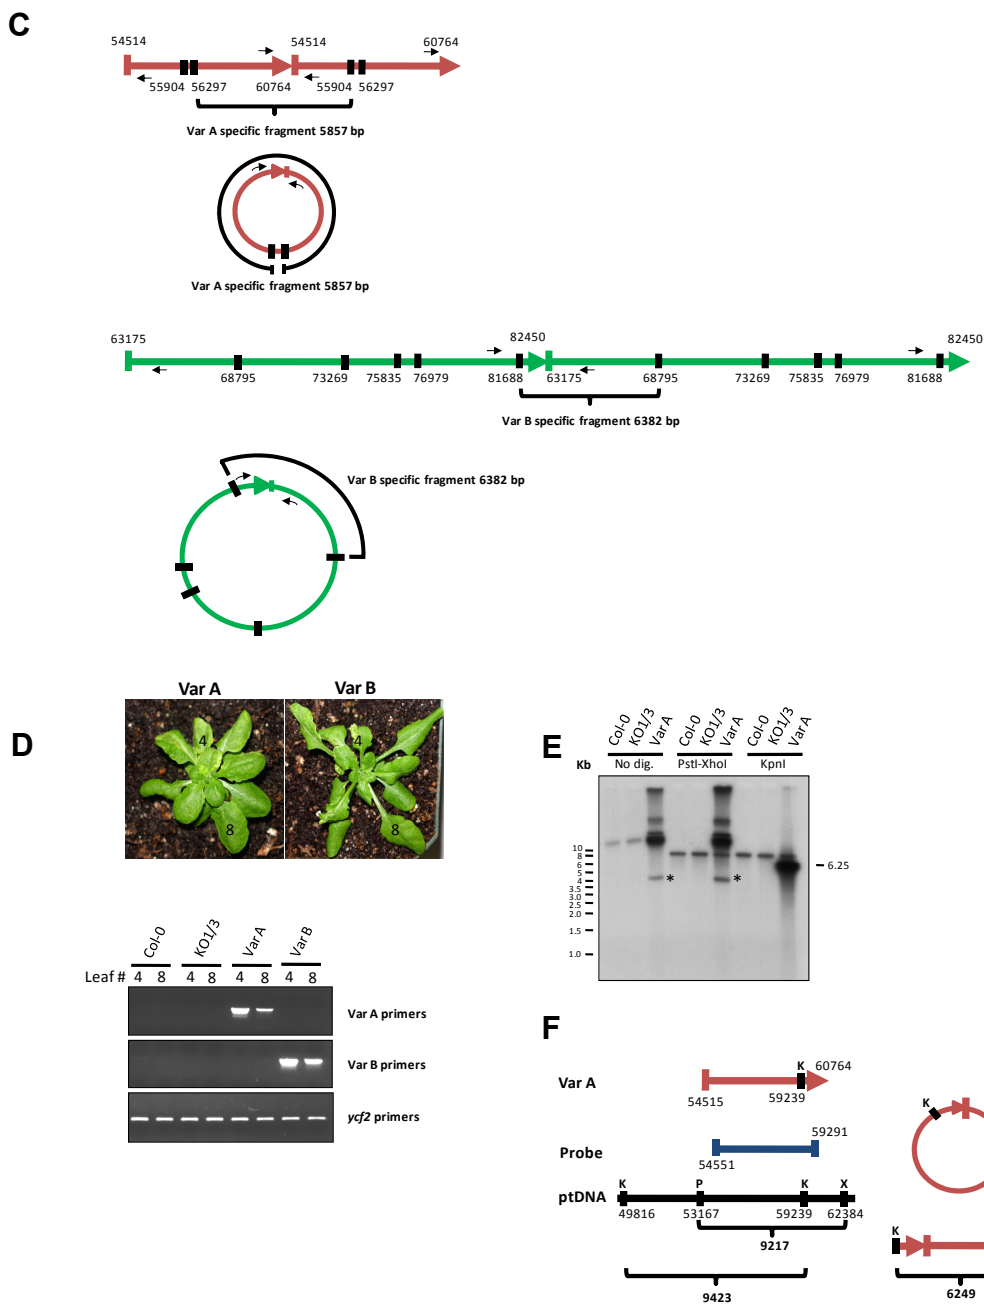 C
54514 54514 60764
55904 56297 60764 55904 56297
Var A specific fragment 5857 bp
Var A specific fragment 5857 bp
63175 82450 82450
68795 73269 75835 76979 81688 63175 68795 73269 75835 76979 81688
Var B specific fragment 6382 bp
Var B specific fragment 6382 bp
D
Var A Var B
4 4
8 8
Col-0 KO1/3 Var A Var B
Leaf # 4 8 4 8 4 8 4 8
Var A primers
Var B primers
ycf2 primers
E
Col-0 KO1/3 Var A Col-0 KO1/3 Var A Col-0 KO1/3 Var A
Kb No dig. PstI-XhoI KpnI
10
8
6
5
4
3.5
3.0
2.5
2.0
1.5
1.0
* *
6.25
F
Var A K 60764
54515 59239
Probe 59291
54551
ptDNA K P K X
49816 53167 59239 62384
9217
9423
K
K
6249